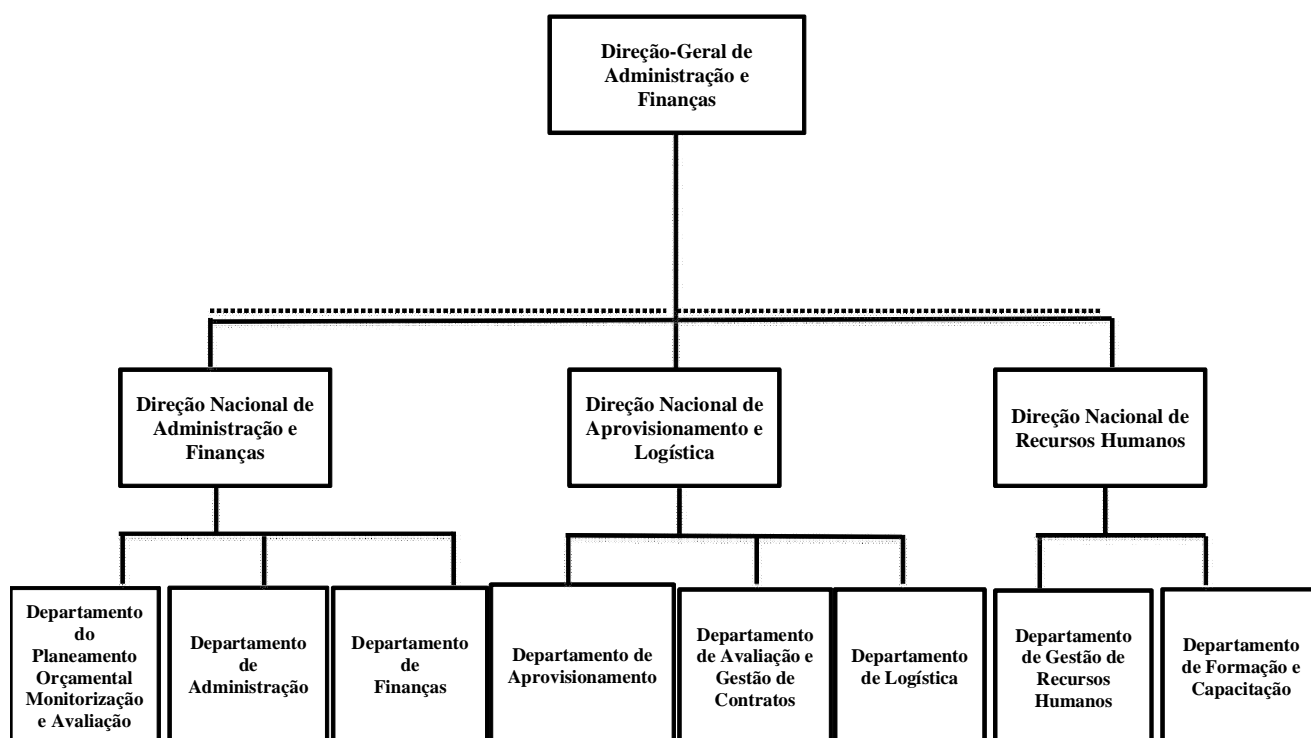 Direção-Geral de
Administração e
Finanças
Direção Nacional de
Administração e
Finanças
Direção Nacional de
Aprovisionamento e
Logística
Direção Nacional de
Recursos Humanos
Departamento
do
Planeamento
Orçamental
Monitorização
e Avaliação
Departamento
de
Administração
Departamento
de
Finanças
Departamento de
Aprovisionamento
Departamento
de Avaliação e
Gestão de
Contratos
Departamento
de Logística
Departamento
de Gestão de
Recursos
Humanos
Departamento
de Formação e
Capacitação